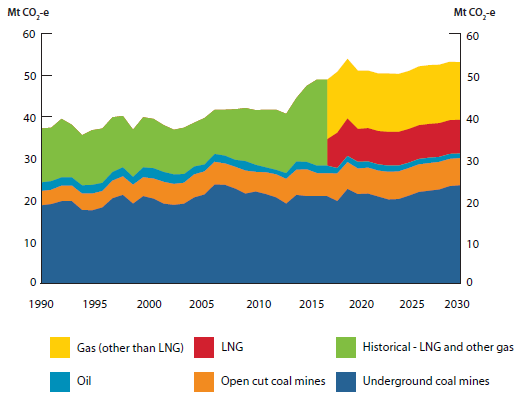 Mt CO₂-e Mt CO₂-e
60 60
50 50
40 40
30 30
20 20
10 10
0 0
1990 1995 2000 2005 2010 2015 2020 2025 2030
Gas (other than LNG) LNG Historical - LNG and other gas
Oil Open cut coal mines Underground coal mines